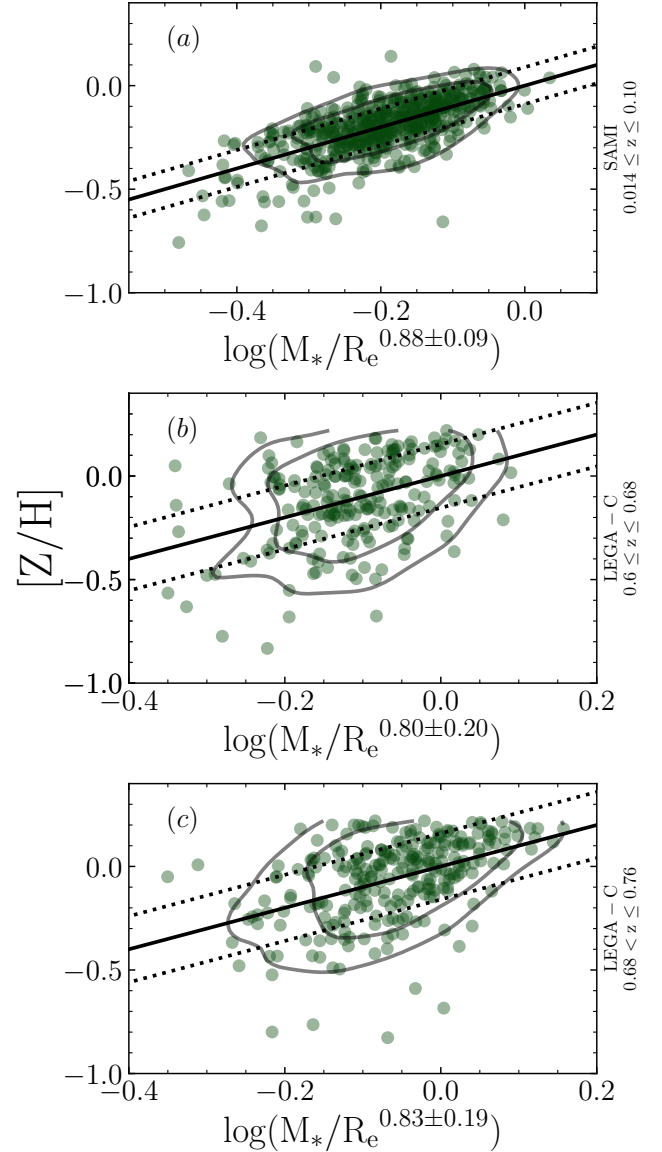 (a)
0.0
−0.5
−1.0
−0.4
−0.2
0.0
log(M*/Re^0.88±0.09)
SAMI
0.014 ≤ z ≤ 0.10
(b)
0.0
−0.5
−1.0
−0.4
−0.2
0.0
0.2
log(M*/Re^0.80±0.20)
[Z/H]
LEGA − C
0.6 ≤ z ≤ 0.68
(c)
0.0
−0.5
−1.0
−0.4
−0.2
0.0
0.2
log(M*/Re^0.83±0.19)
LEGA − C
0.68 < z ≤ 0.76